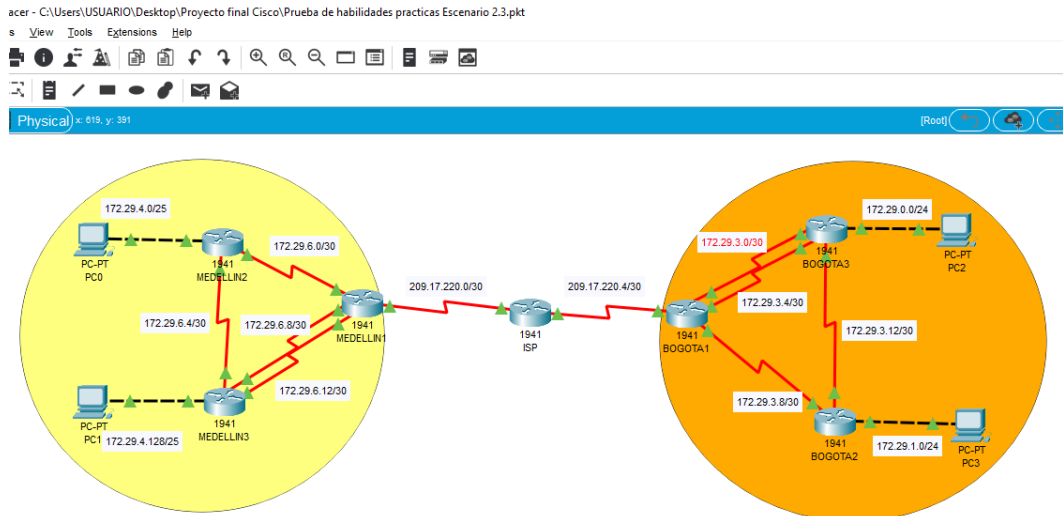 acer - C:\Users\USUARIO\Desktop\Proyecto final Cisco\Prueba de habilidades practicas Escenario 2.3.pkt
s View Tools Extensions Help
Physical x: 819, y: 391
[Root]
172.29.4.0/25
PC-PT
PC0
1941
MEDELLIN2
172.29.6.0/30
172.29.6.4/30
172.29.6.8/30
1941
MEDELLIN1
172.29.6.12/30
PC-PT
PC1
172.29.4.128/25
1941
MEDELLIN3
209.17.220.0/30
1941
ISP
209.17.220.4/30
172.29.3.0/30
1941
BOGOTA3
172.29.0.0/24
PC-PT
PC2
172.29.3.4/30
1941
BOGOTA1
172.29.3.12/30
172.29.3.8/30
1941
BOGOTA2
172.29.1.0/24
PC-PT
PC3